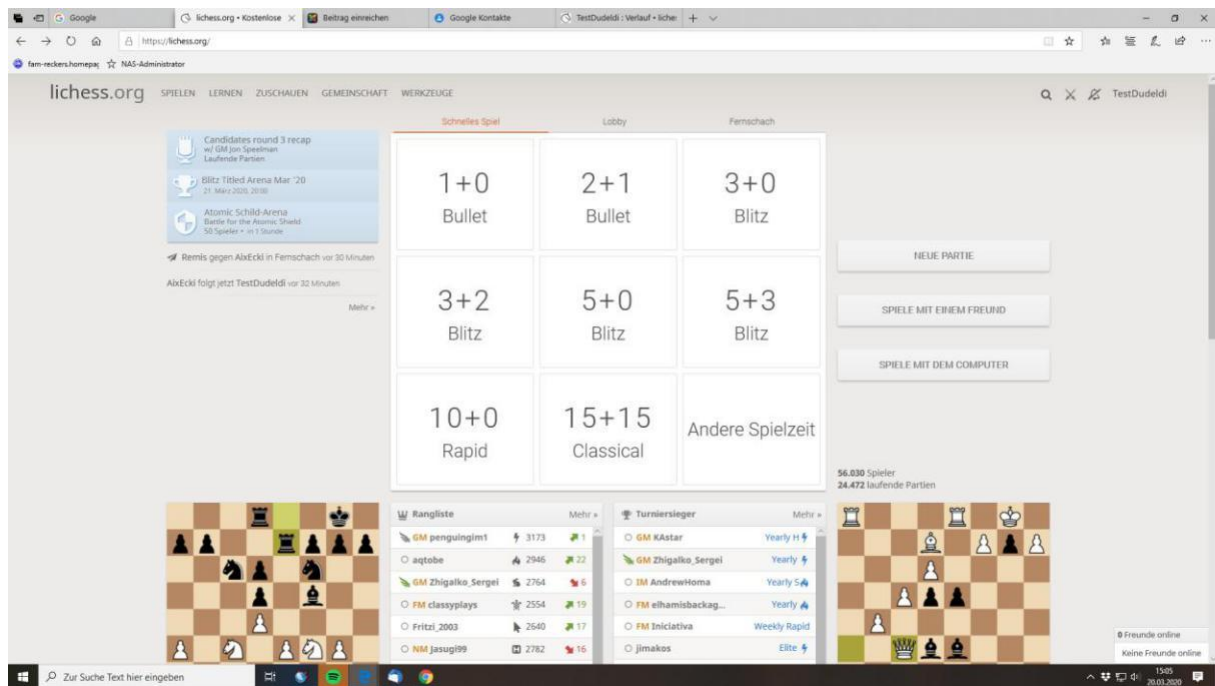 Google
lichess.org • Kostenlose
Beitrag einreichen
Google Kontakte
TestDudeldi : Verlauf • liche
https://lichess.org/
fam-reckers.homepag
NAS-Administrator
lichess.org SPIELEN LERNEN ZUSCHAUEN GEMEINSCHAFT WERKZEUGE
TestDudeldi
Schnelles Spiel Lobby Fernschach
Candidates round 3 recap
w/ GM Jon Speelman
Laufende Partien
Blitz Titled Arena Mar '20
21. März 2020, 20:00
Atomic Schild-Arena
Battle for the Atomic Shield.
50 Spieler • in 1 Stunde
Remis gegen AixEckl in Fernschach vor 30 Minuten
AixEckl folgt jetzt TestDudeldi vor 32 Minuten
Mehr »
1+0
Bullet
2+1
Bullet
3+0
Blitz
3+2
Blitz
5+0
Blitz
5+3
Blitz
10+0
Rapid
15+15
Classical
Andere Spielzeit
NEUE PARTIE
SPIELE MIT EINEM FREUND
SPIELE MIT DEM COMPUTER
56.030 Spieler
24.472 laufende Partien
Rangliste Mehr »
GM penguingim1 3173 1
aqtobe 2946 22
GM Zhigalko_Sergei 2764 6
FM classyplays 2554 19
Fritzi_2003 2640 17
NM Jasugi99 2782 16
Turniersieger Mehr »
GM KAstar Yearly H
GM Zhigalko_Sergei Yearly
IM AndrewHoma Yearly SA
FM elhamisbackag... Yearly
FM Iniciativa Weekly Rapid
jimakos Elite
0 Freunde online
Keine Freunde online
Zur Suche Text hier eingeben
15:05
20.03.2020